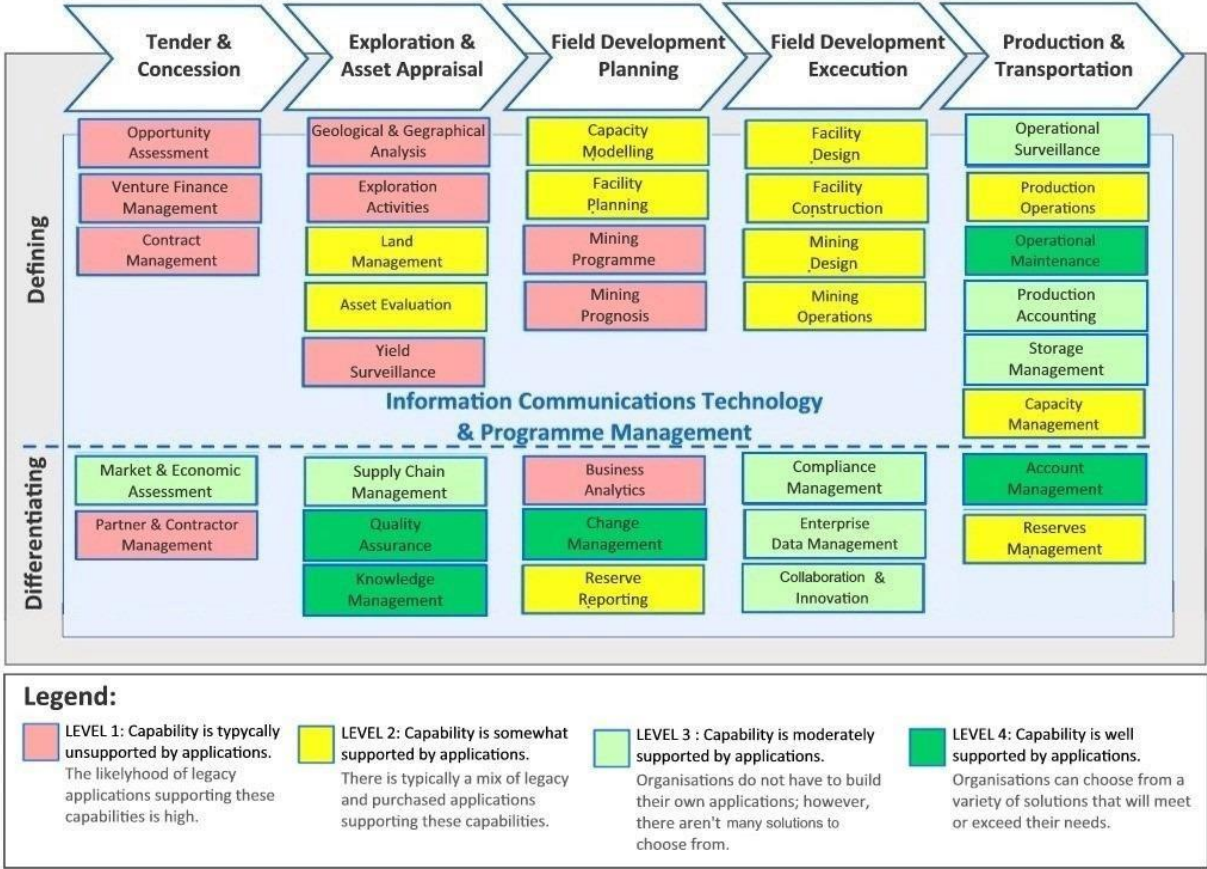 Tender &
Concession
Exploration &
Asset Appraisal
Field Development
Planning
Field Development
Excecution
Production &
Transportation
Defining
Opportunity
Assessment
Venture Finance
Management
Contract
Management
Geological & Gegraphical
Analysis
Exploration
Activities
Land
Management
Asset Evaluation
Yield
Surveillance
Capacity
Modelling
Facility
Planning
Mining
Programme
Mining
Prognosis
Facility
Design
Facility
Construction
Mining
Design
Mining
Operations
Operational
Surveillance
Production
Operations
Operational
Maintenance
Production
Accounting
Storage
Management
Capacity
Management
Information Communications Technology
& Programme Management
Differentiating
Market & Economic
Assessment
Partner & Contractor
Management
Supply Chain
Management
Quality
Assurance
Knowledge
Management
Business
Analytics
Change
Management
Reserve
Reporting
Compliance
Management
Enterprise
Data Management
Collaboration &
Innovation
Account
Management
Reserves
Management
Legend:
LEVEL 1: Capability is typycally
unsupported by applications.
The likelyhood of legacy
applications supporting these
capabilities is high.
LEVEL 2: Capability is somewhat
supported by applications.
There is typically a mix of legacy
and purchased applications
supporting these capabilities.
LEVEL 3 : Capability is moderately
supported by applications.
Organisations do not have to build
their own applications; however,
there aren't many solutions to
choose from.
LEVEL 4: Capability is well
supported by applications.
Organisations can choose from a
variety of solutions that will meet
or exceed their needs.